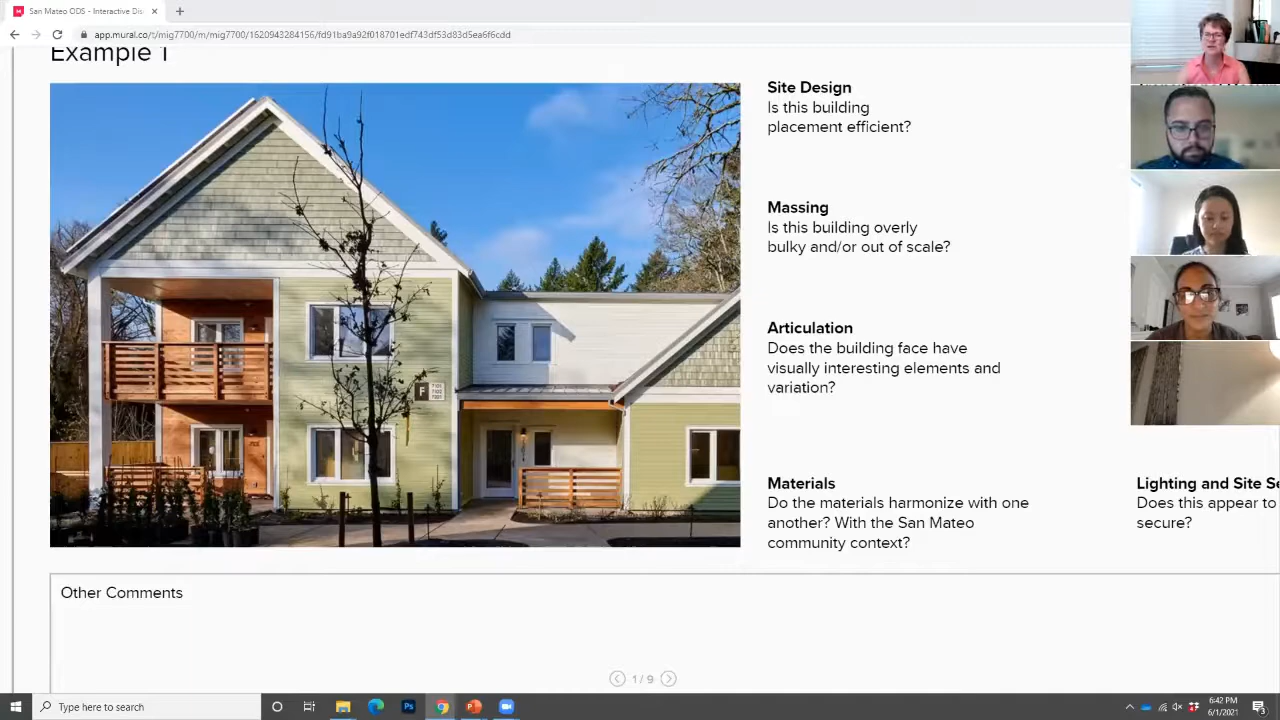 San Mateo ODS - Interactive Dis
app.mural.co/t/mig7700/m/mig7700/1620943284156/
Example 1
Site Design
Is this building
placement efficient?
Massing
Is this building overly
bulky and/or out of scale?
Articulation
Does the building face have
visually interesting elements and
variation?
F
Materials
Do the materials harmonize with one
another? With the San Mateo
community context?
Lighting and Site Se
Does this appear to
secure?
Other Comments
1 / 9
Type here to search
6:42 PM
6/1/2021